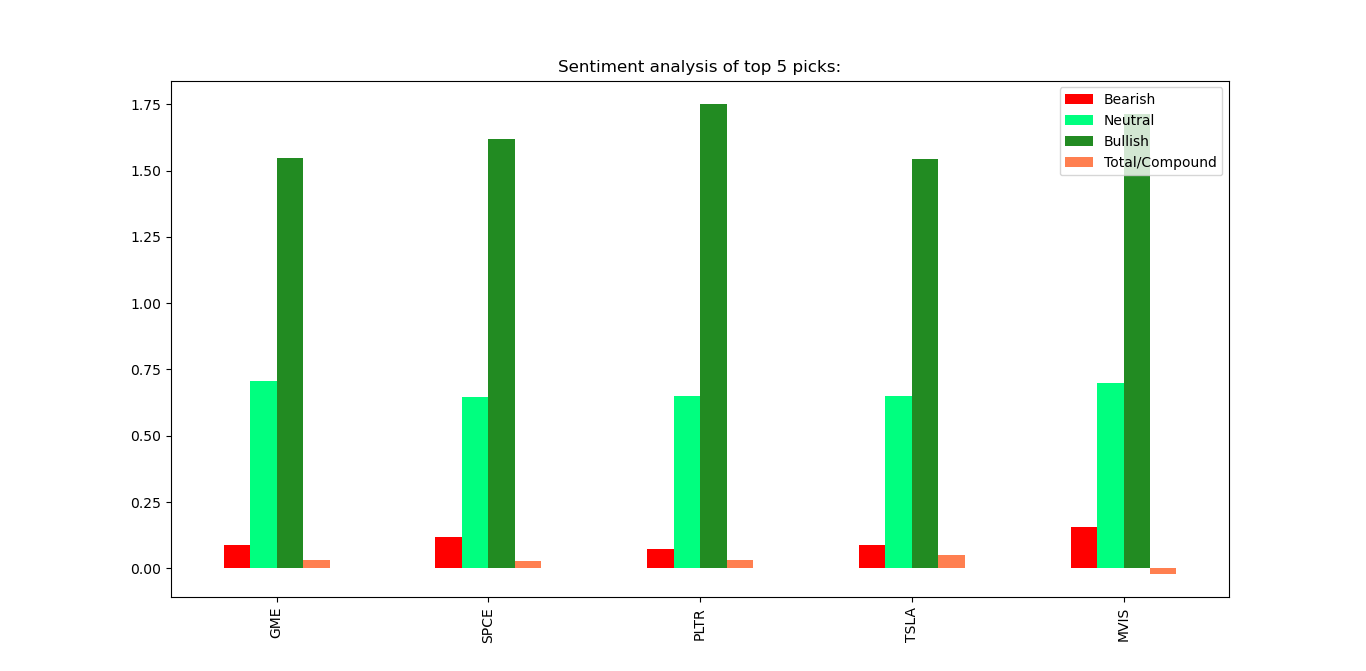 Sentiment analysis of top 5 picks:
Bearish
Neutral
Bullish
Total/Compound
1.75
1.50
1.25
1.00
0.75
0.50
0.25
0.00
GME
SPCE
PLTR
TSLA
MVIS